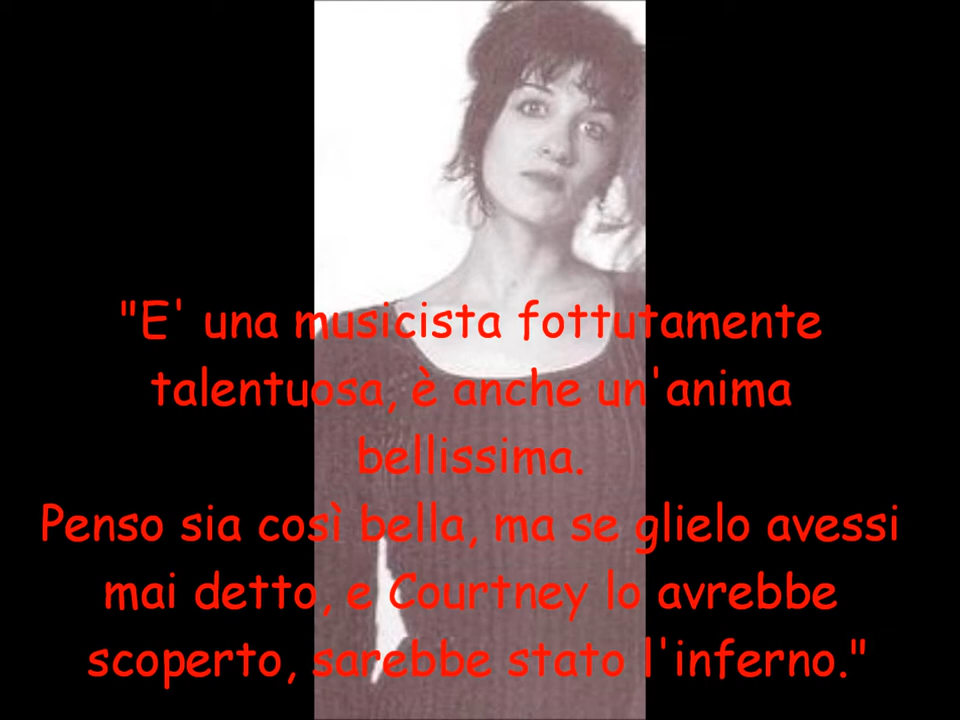 "E' una musicista fottutamente
talentuosa, è anche un'anima
bellissima.
Penso sia così bella, ma se glielo avessi
mai detto, e Courtney lo avrebbe
scoperto, sarebbe stato l'inferno."